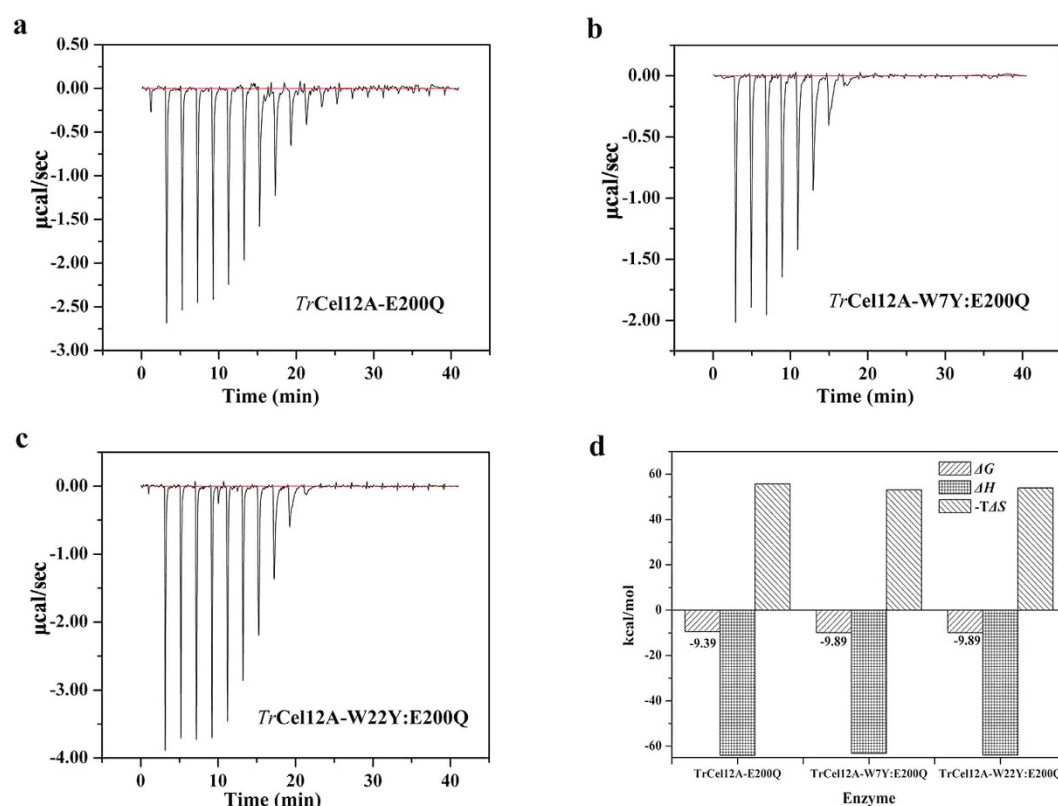 a
0.50
0.00
-0.50
-1.00
-1.50
-2.00
-2.50
-3.00
µcal/sec
TrCel12A-E200Q
0 10 20 30 40
Time (min)
b
0.00
-0.50
-1.00
-1.50
-2.00
µcal/sec
TrCel12A-W7Y:E200Q
0 10 20 30 40
Time (min)
c
0.00
-1.00
-2.00
-3.00
-4.00
µcal/sec
TrCel12A-W22Y:E200Q
0 10 20 30 40
Time (min)
d
60
40
20
0
-20
-40
-60
kcal/mol
ΔG
ΔH
-TΔS
-9.39 -9.89 -9.89
TrCel12A-E200Q TrCel12A-W7Y:E200Q TrCel12A-W22Y:E200Q
Enzyme